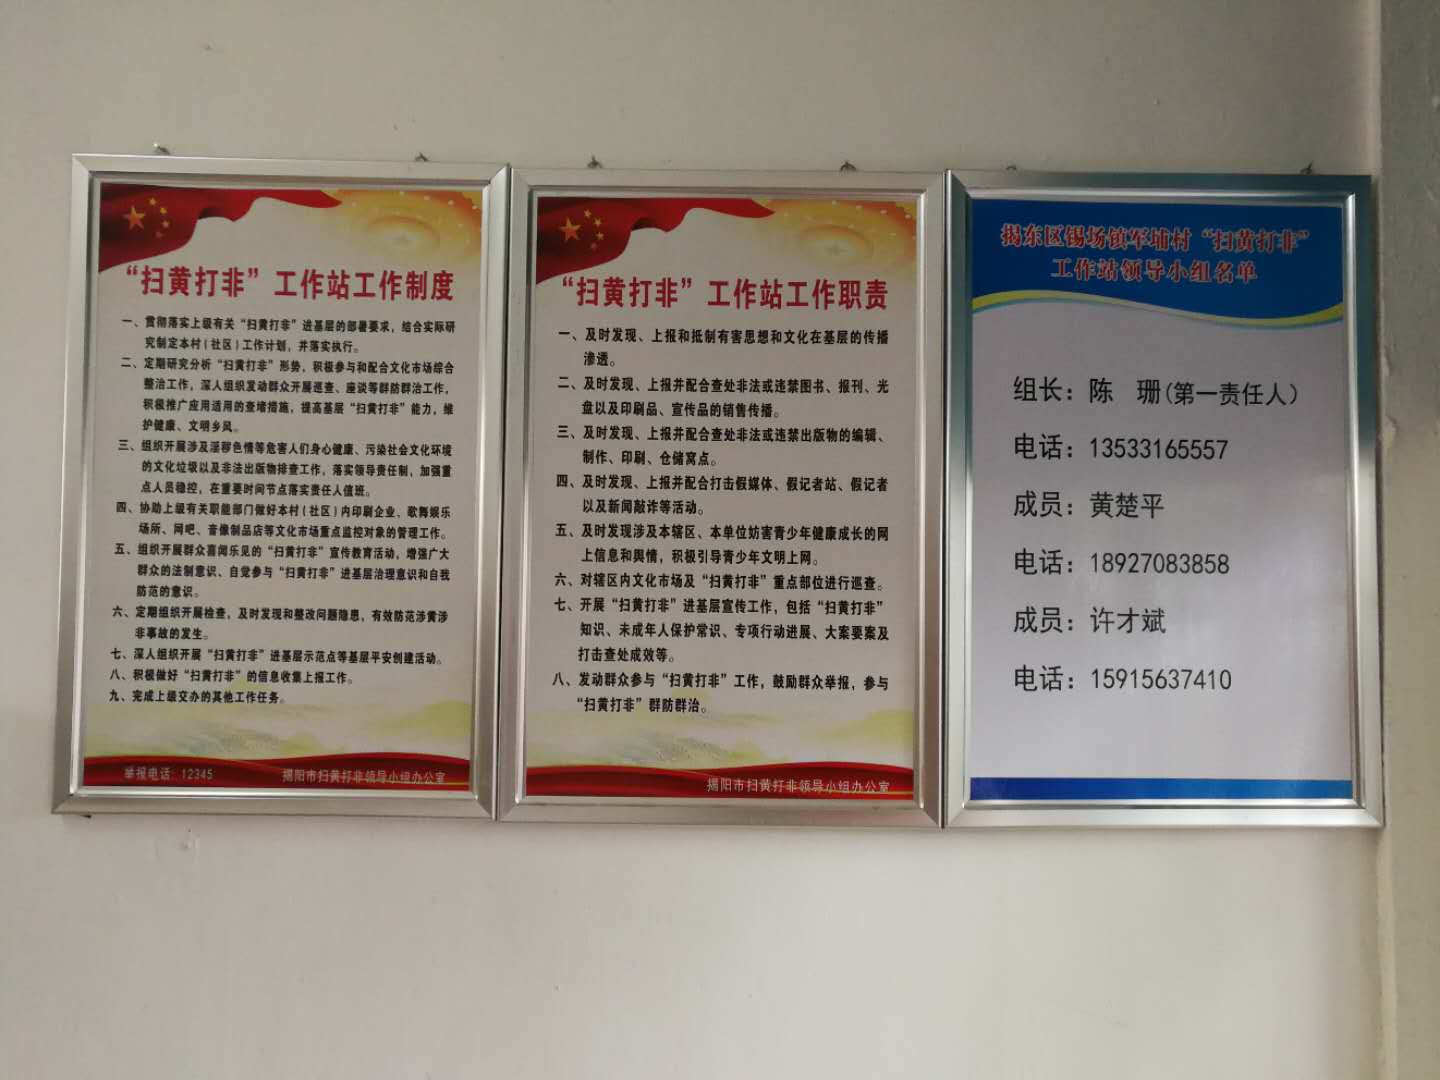 “扫黄打非”工作站工作制度
一、贯彻落实上级有关“扫黄打非”进基层的部署要求，结合实际研
究制定本村（社区）工作计划，并落实执行。
二、定期研究分析“扫黄打非”形势，积极参与和配合文化市场综合
整治工作，深入组织发动群众开展巡查、座谈等群防群治工作，
积极推广应用适用的查堵措施，提高基层“扫黄打非”能力，维
护健康、文明乡风。
三、组织开展涉及淫秽色情等危害人们身心健康、污染社会文化环境
的文化垃圾以及非法出版物排查工作，落实领导责任制，加强重
点人员稳控，在重要时间节点落实责任人值班。
四、协助上级有关职能部门做好本村（社区）内印刷企业、歌舞娱乐
场所、网吧、音像制品店等文化市场重点监控对象的管理工作。
五、组织开展群众喜闻乐见的“扫黄打非”宣传教育活动，增强广大
群众的法制意识、自觉参与“扫黄打非”进基层治理意识和自我
防范的意识。
六、定期组织开展检查，及时发现和整改问题隐患，有效防范涉黄涉
非事故的发生。
七、深入组织开展“扫黄打非”进基层示范点等基层平安创建活动。
八、积极做好“扫黄打非”的信息收集上报工作。
九、完成上级交办的其他工作任务。
举报电话：12345 揭阳市扫黄打非领导小组办公室
“扫黄打非”工作站工作职责
一、及时发现、上报和抵制有害思想和文化在基层的传播
渗透。
二、及时发现、上报并配合查处非法或违禁图书、报刊、光
盘以及印刷品、宣传品的销售传播。
三、及时发现、上报并配合查处非法或违禁出版物的编辑、
制作、印刷、仓储窝点。
四、及时发现、上报并配合打击假媒体、假记者站、假记者
以及新闻敲诈等活动。
五、及时发现涉及本辖区、本单位妨害青少年健康成长的网
上信息和舆情，积极引导青少年文明上网。
六、对辖区内文化市场及“扫黄打非”重点部位进行巡查。
七、开展“扫黄打非”进基层宣传工作，包括“扫黄打非”
知识、未成年人保护常识、专项行动进展、大案要案及
打击查处成效等。
八、发动群众参与“扫黄打非”工作，鼓励群众举报，参与
“扫黄打非”群防群治。
揭阳市扫黄打非领导小组办公室
揭东区锡场镇军埔村“扫黄打非”
工作站领导小组名单
组长：陈　珊（第一责任人）
电话：13533165557
成员：黄楚平
电话：18927083858
成员：许才斌
电话：15915637410